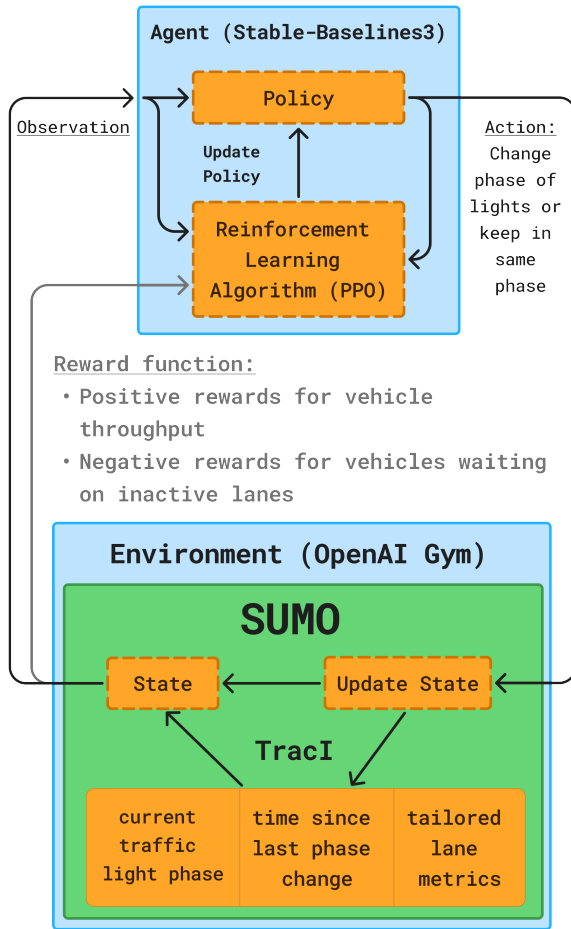 Agent (Stable-Baselines3)
Policy
Observation
Update
Policy
Action:
Change
phase of
lights or
keep in
same
phase
Reinforcement
Learning
Algorithm (PPO)
Reward function:
• Positive rewards for vehicle
throughput
• Negative rewards for vehicles waiting
on inactive lanes
Environment (OpenAI Gym)
SUMO
State
Update State
TracI
current
traffic
light phase
time since
last phase
change
tailored
lane
metrics